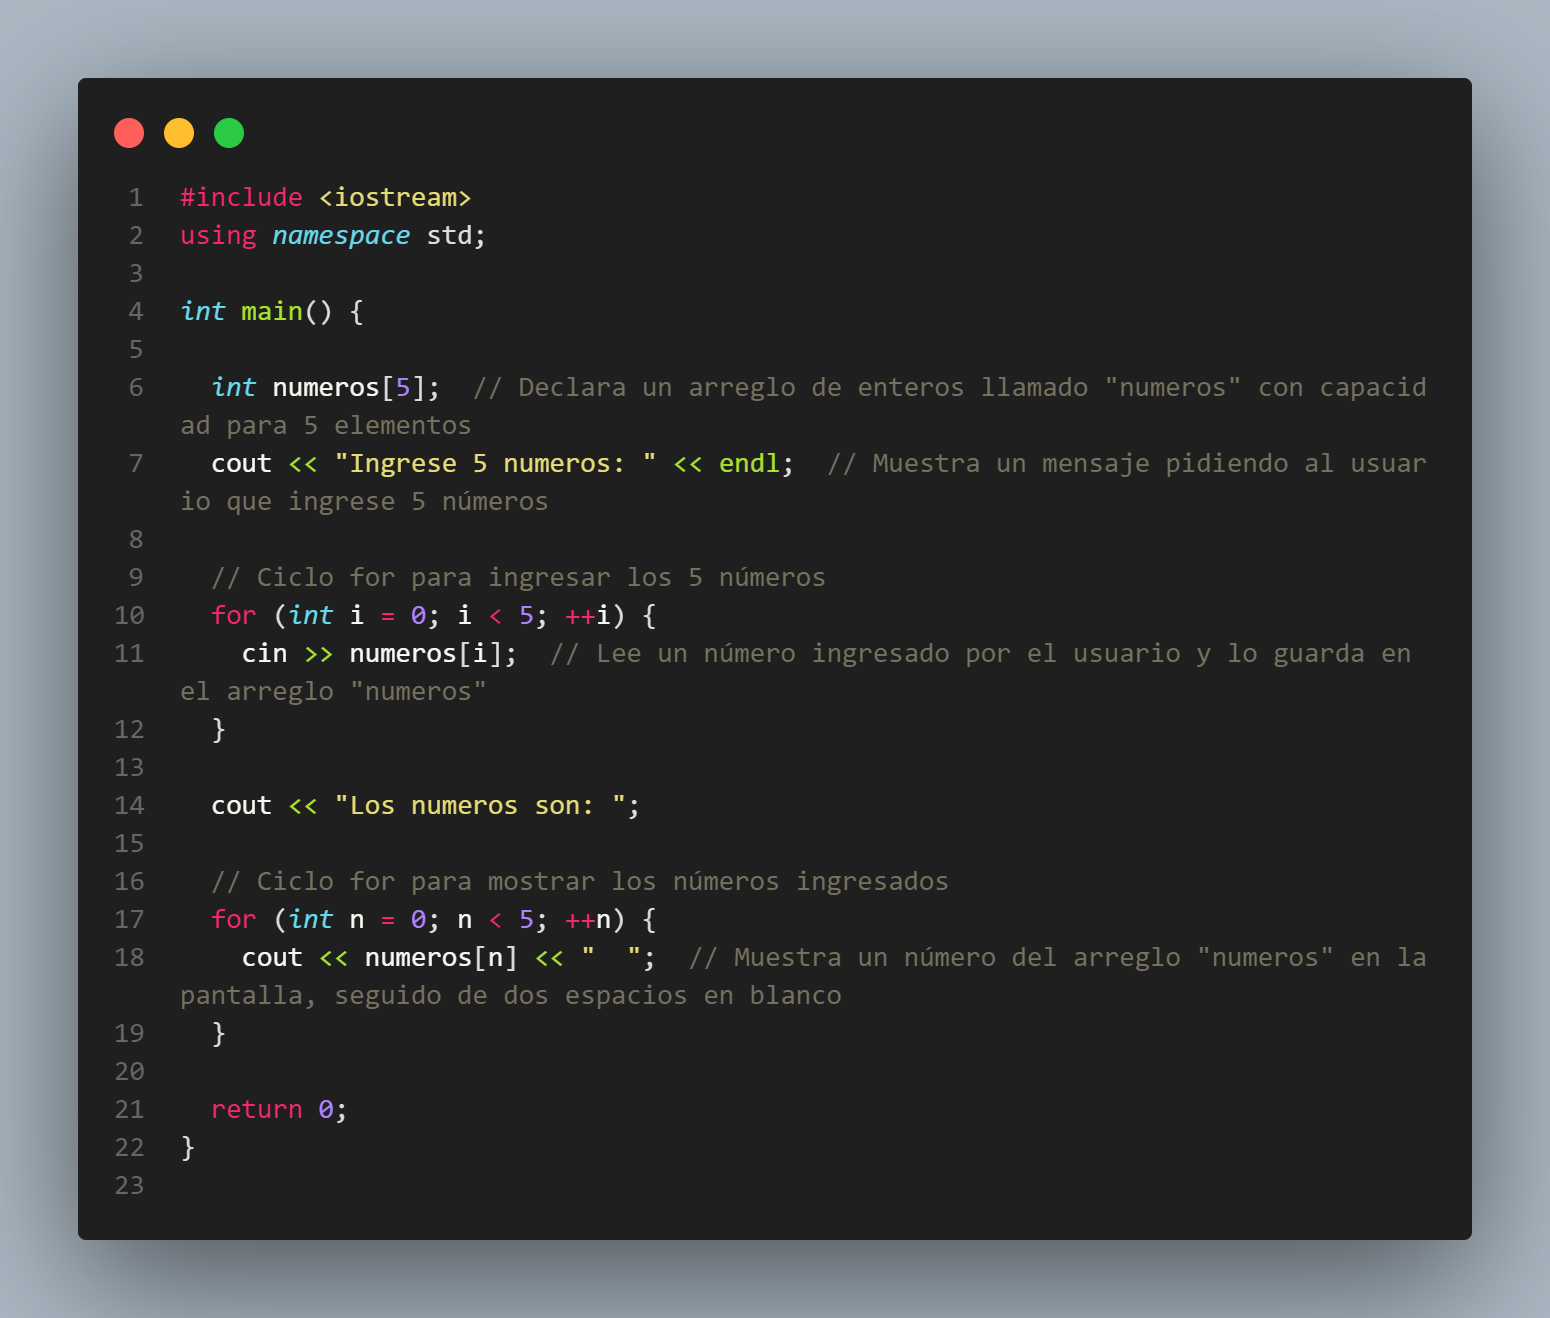 1 #include <iostream>
2 using namespace std;
3
4 int main() {
5
6   int numeros[5];  // Declara un arreglo de enteros llamado "numeros" con capacid
ad para 5 elementos
7   cout << "Ingrese 5 numeros: " << endl;  // Muestra un mensaje pidiendo al usuar
io que ingrese 5 números
8
9   // Ciclo for para ingresar los 5 números
10   for (int i = 0; i < 5; ++i) {
11     cin >> numeros[i];  // Lee un número ingresado por el usuario y lo guarda en
el arreglo "numeros"
12   }
13
14   cout << "Los numeros son: ";
15
16   // Ciclo for para mostrar los números ingresados
17   for (int n = 0; n < 5; ++n) {
18     cout << numeros[n] << "  ";  // Muestra un número del arreglo "numeros" en la
pantalla, seguido de dos espacios en blanco
19   }
20
21   return 0;
22 }
23